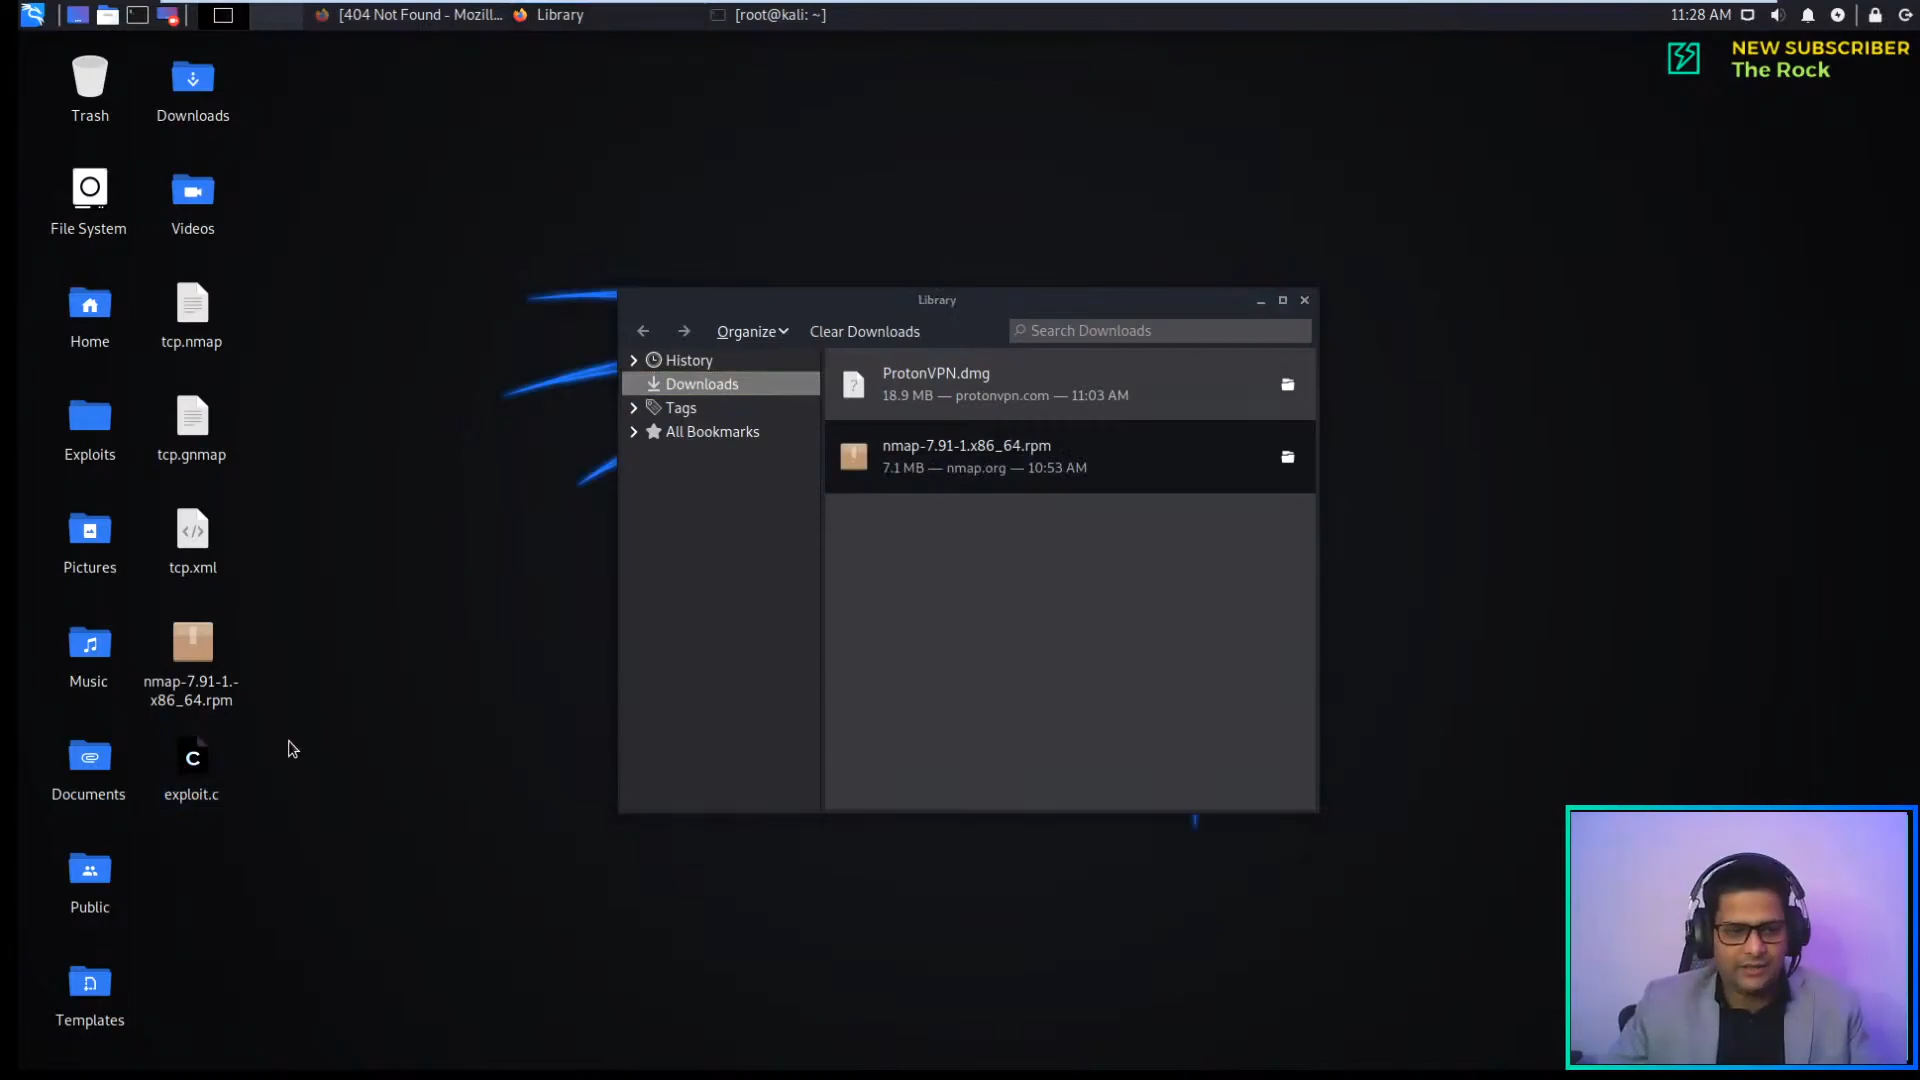 [404 Not Found - Mozill...
Library
[root@kali: ~]
11:28 AM
NEW SUBSCRIBER
The Rock
Trash
Downloads
File System
Videos
Home
tcp.nmap
Exploits
tcp.gnmap
Pictures
tcp.xml
Music
nmap-7.91-1.-
x86_64.rpm
Documents
exploit.c
Public
Templates
Library
Organize
Clear Downloads
Search Downloads
History
Downloads
Tags
All Bookmarks
ProtonVPN.dmg
18.9 MB — protonvpn.com — 11:03 AM
nmap-7.91-1.x86_64.rpm
7.1 MB — nmap.org — 10:53 AM